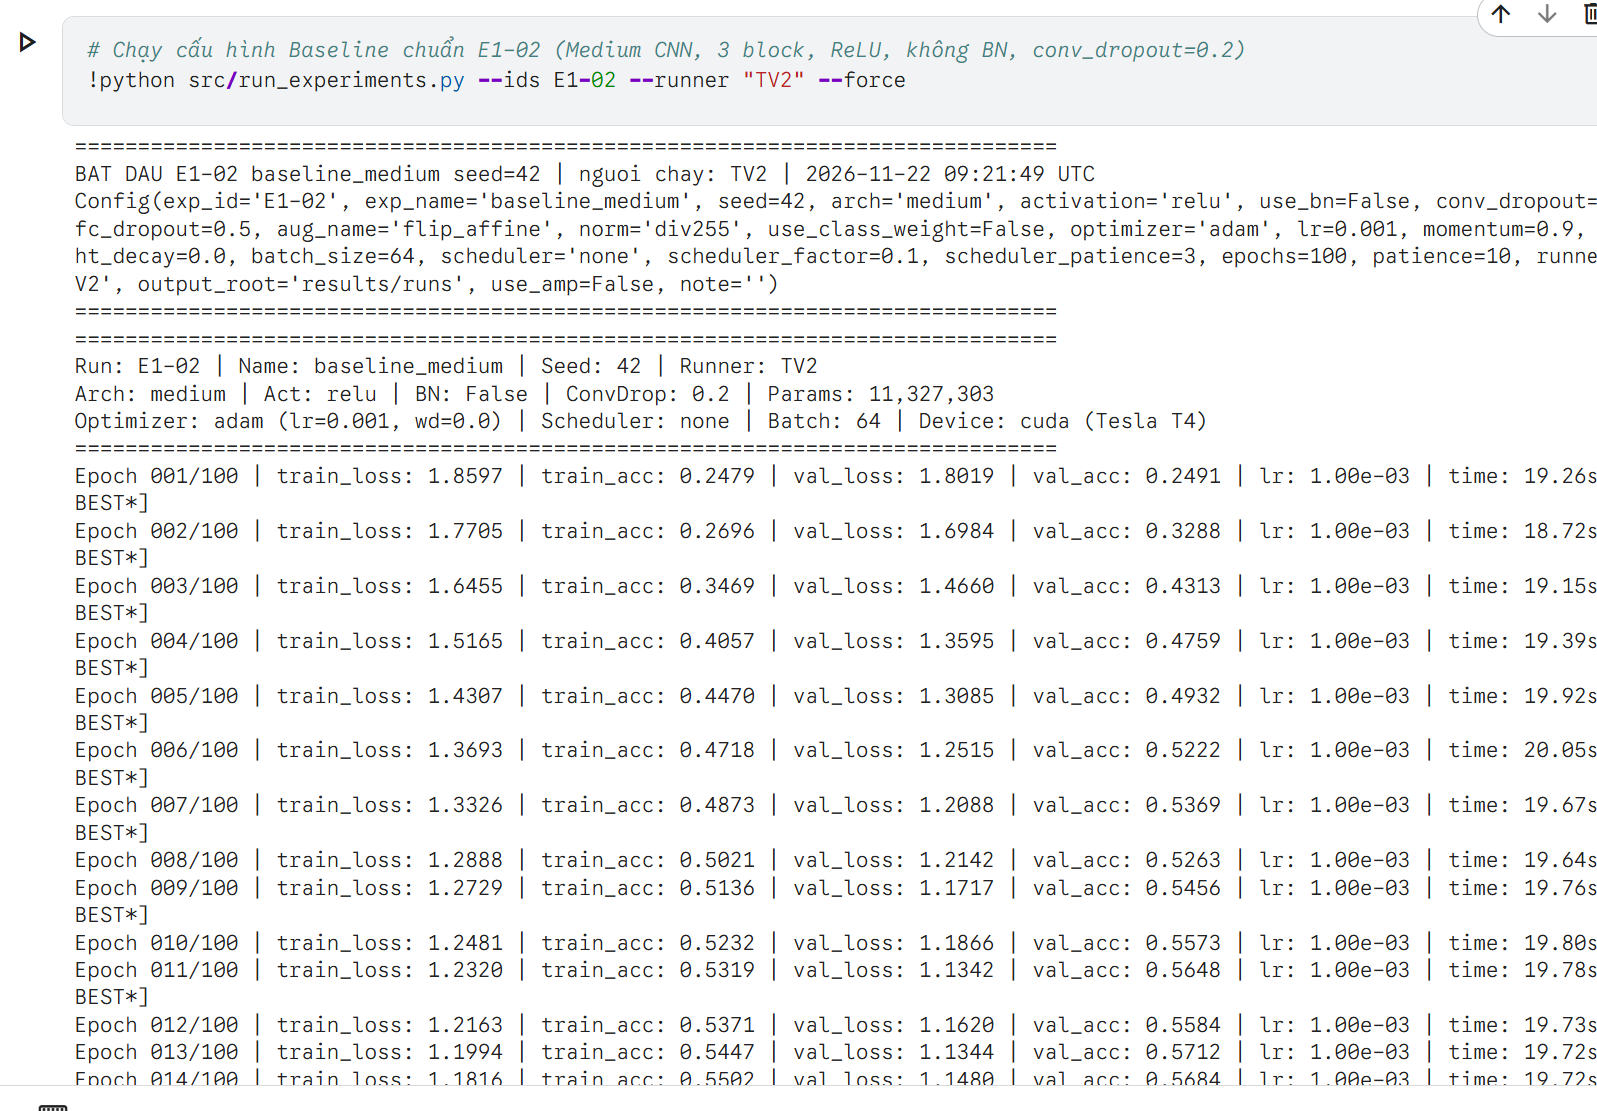 # Chạy cấu hình Baseline chuẩn E1-02 (Medium CNN, 3 block, ReLU, không BN, conv_dropout=0.2)
!python src/run_experiments.py --ids E1-02 --runner "TV2" --force
==============================================================================
BAT DAU E1-02 baseline_medium seed=42 | nguoi chay: TV2 | 2026-11-22 09:21:49 UTC
Config(exp_id='E1-02', exp_name='baseline_medium', seed=42, arch='medium', activation='relu', use_bn=False, conv_dropout=
fc_dropout=0.5, aug_name='flip_affine', norm='div255', use_class_weight=False, optimizer='adam', lr=0.001, momentum=0.9,
ht_decay=0.0, batch_size=64, scheduler='none', scheduler_factor=0.1, scheduler_patience=3, epochs=100, patience=10, runne
V2', output_root='results/runs', use_amp=False, note='')
==============================================================================
==============================================================================
Run: E1-02 | Name: baseline_medium | Seed: 42 | Runner: TV2
Arch: medium | Act: relu | BN: False | ConvDrop: 0.2 | Params: 11,327,303
Optimizer: adam (lr=0.001, wd=0.0) | Scheduler: none | Batch: 64 | Device: cuda (Tesla T4)
==============================================================================
Epoch 001/100 | train_loss: 1.8597 | train_acc: 0.2479 | val_loss: 1.8019 | val_acc: 0.2491 | lr: 1.00e-03 | time: 19.26s
BEST*]
Epoch 002/100 | train_loss: 1.7705 | train_acc: 0.2696 | val_loss: 1.6984 | val_acc: 0.3288 | lr: 1.00e-03 | time: 18.72s
BEST*]
Epoch 003/100 | train_loss: 1.6455 | train_acc: 0.3469 | val_loss: 1.4660 | val_acc: 0.4313 | lr: 1.00e-03 | time: 19.15s
BEST*]
Epoch 004/100 | train_loss: 1.5165 | train_acc: 0.4057 | val_loss: 1.3595 | val_acc: 0.4759 | lr: 1.00e-03 | time: 19.39s
BEST*]
Epoch 005/100 | train_loss: 1.4307 | train_acc: 0.4470 | val_loss: 1.3085 | val_acc: 0.4932 | lr: 1.00e-03 | time: 19.92s
BEST*]
Epoch 006/100 | train_loss: 1.3693 | train_acc: 0.4718 | val_loss: 1.2515 | val_acc: 0.5222 | lr: 1.00e-03 | time: 20.05s
BEST*]
Epoch 007/100 | train_loss: 1.3326 | train_acc: 0.4873 | val_loss: 1.2088 | val_acc: 0.5369 | lr: 1.00e-03 | time: 19.67s
BEST*]
Epoch 008/100 | train_loss: 1.2888 | train_acc: 0.5021 | val_loss: 1.2142 | val_acc: 0.5263 | lr: 1.00e-03 | time: 19.64s
Epoch 009/100 | train_loss: 1.2729 | train_acc: 0.5136 | val_loss: 1.1717 | val_acc: 0.5456 | lr: 1.00e-03 | time: 19.76s
BEST*]
Epoch 010/100 | train_loss: 1.2481 | train_acc: 0.5232 | val_loss: 1.1866 | val_acc: 0.5573 | lr: 1.00e-03 | time: 19.80s
Epoch 011/100 | train_loss: 1.2320 | train_acc: 0.5319 | val_loss: 1.1342 | val_acc: 0.5648 | lr: 1.00e-03 | time: 19.78s
BEST*]
Epoch 012/100 | train_loss: 1.2163 | train_acc: 0.5371 | val_loss: 1.1620 | val_acc: 0.5584 | lr: 1.00e-03 | time: 19.73s
Epoch 013/100 | train_loss: 1.1994 | train_acc: 0.5447 | val_loss: 1.1344 | val_acc: 0.5712 | lr: 1.00e-03 | time: 19.72s
Epoch 014/100 | train_loss: 1.1816 | train_acc: 0.5502 | val_loss: 1.1480 | val_acc: 0.5684 | lr: 1.00e-03 | time: 19.72s